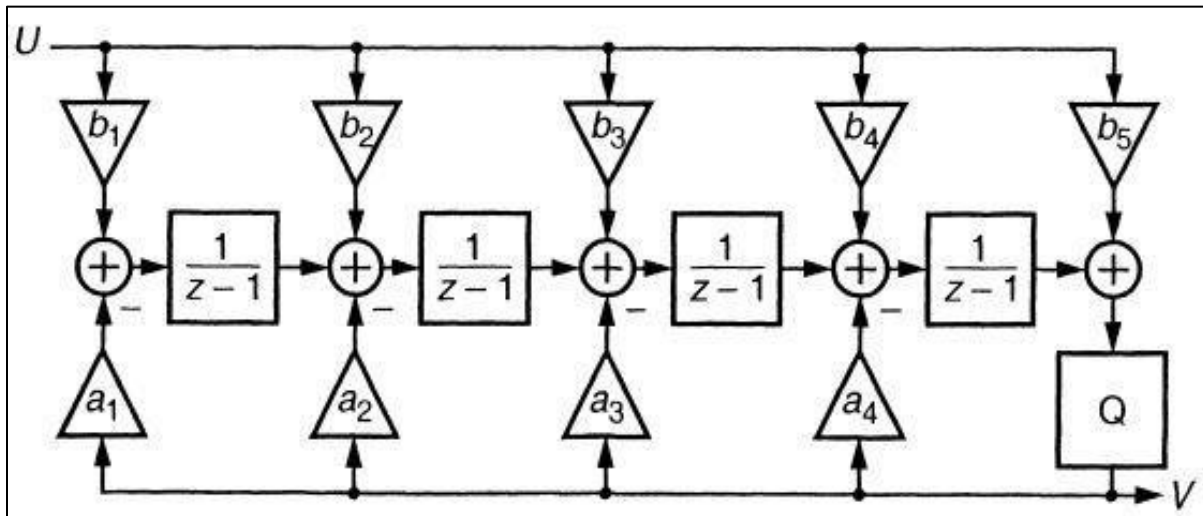 U
b₁ b₂ b₃ b₄ b₅
+ 1/(z − 1) + 1/(z − 1) + 1/(z − 1) + 1/(z − 1) +
− − − −
a₁ a₂ a₃ a₄ Q
V